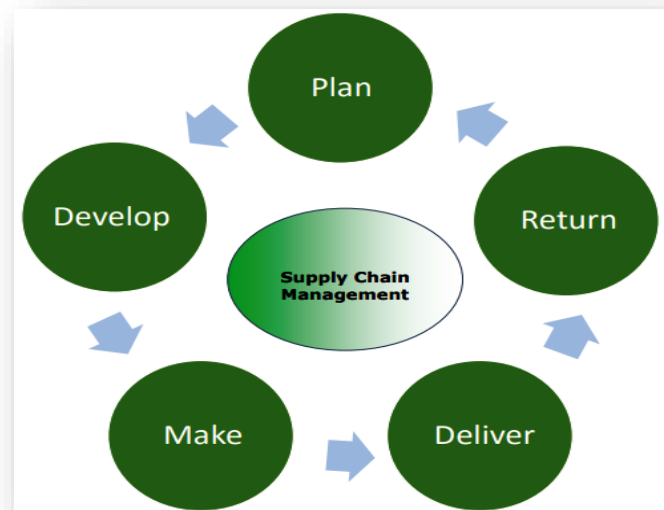 Plan
Develop
Return
Supply Chain
Management
Make
Deliver